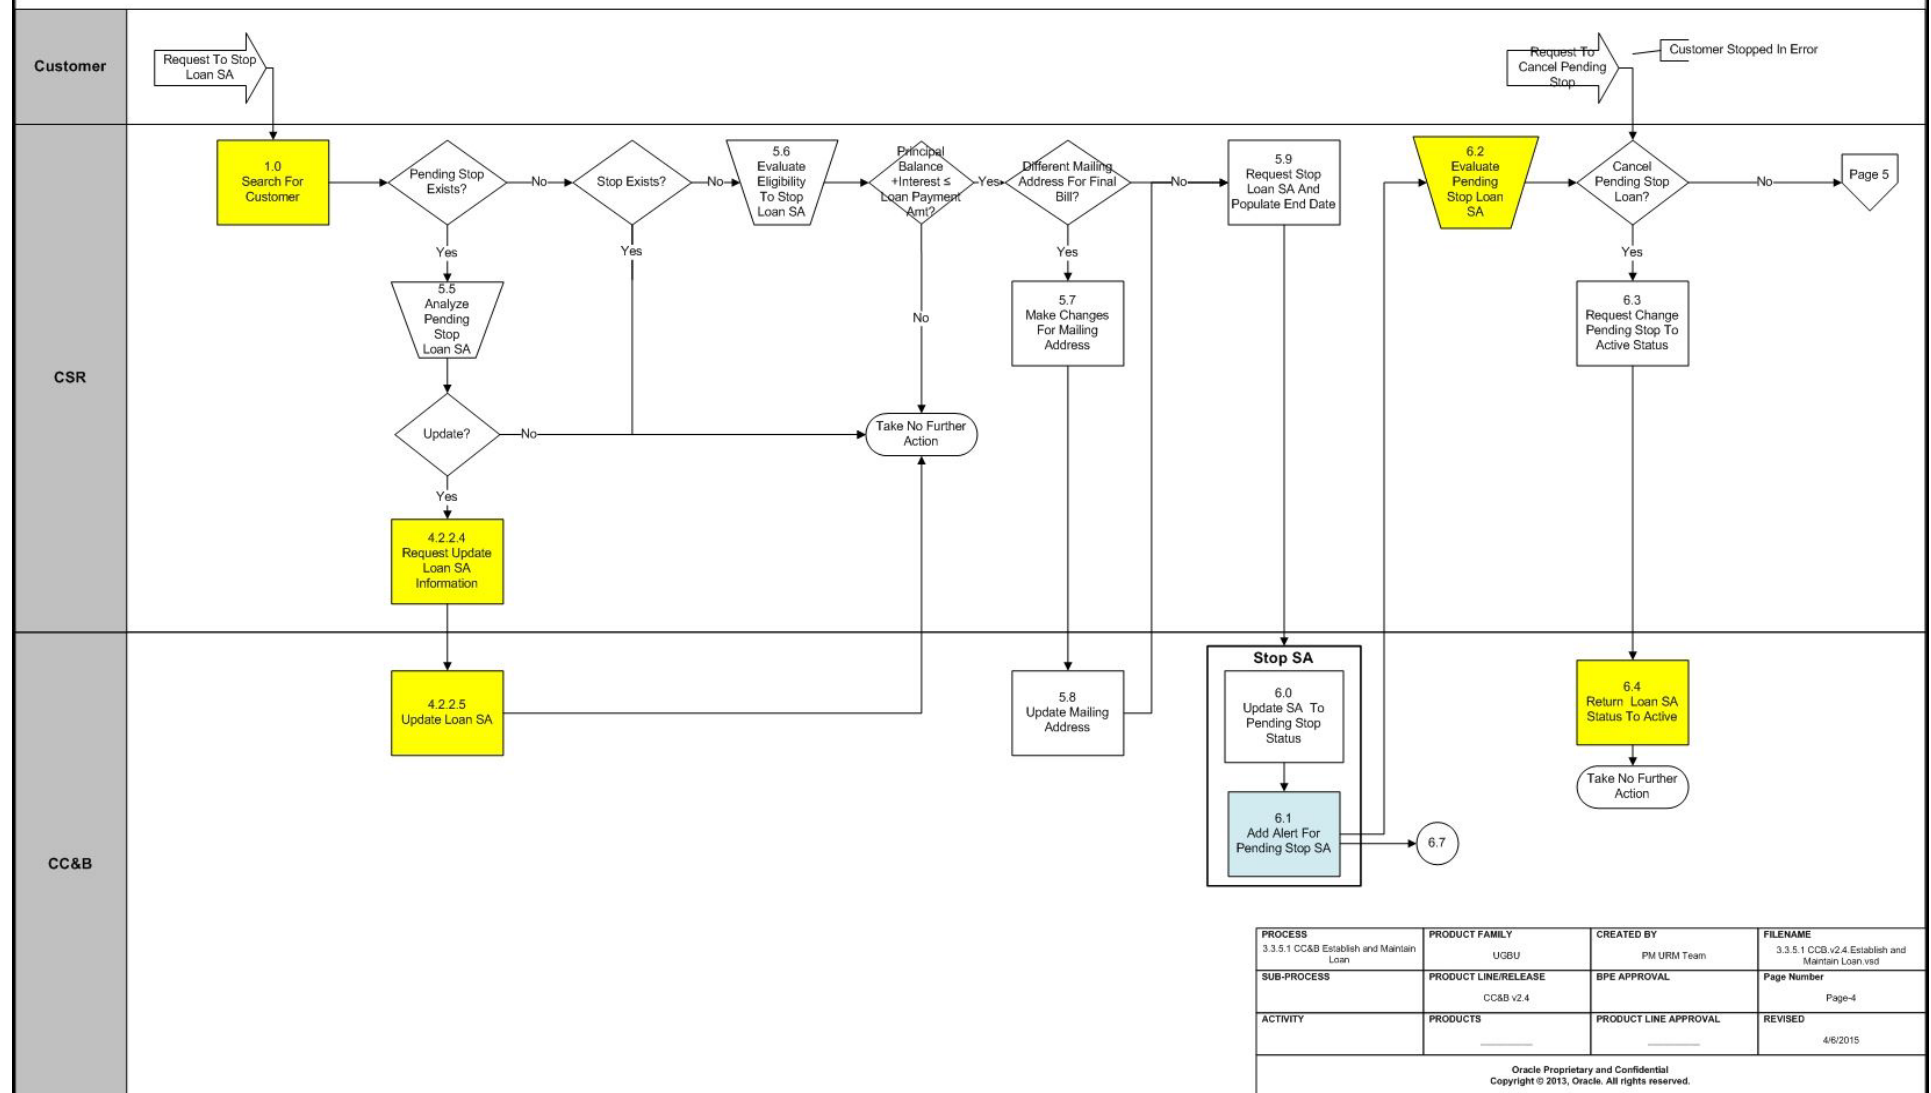 Customer
Request To Stop
Loan SA
Request To
Cancel Pending
Stop
Customer Stopped In Error
CSR
1.0
Search For
Customer
Pending Stop
Exists?
No
Stop Exists?
No
5.6
Evaluate
Eligibility
To Stop
Loan SA
Principal
Balance
+Interest ≤
Loan Payment
Amt?
Yes
Different Mailing
Address For Final
Bill?
No
5.9
Request Stop
Loan SA And
Populate End Date
6.2
Evaluate
Pending
Stop Loan
SA
Cancel
Pending Stop
Loan?
No
Page 5
Yes
Yes
Yes
Yes
5.5
Analyze
Pending
Stop
Loan SA
No
5.7
Make Changes
For Mailing
Address
6.3
Request Change
Pending Stop To
Active Status
Update?
No
Take No Further
Action
Yes
4.2.2.4
Request Update
Loan SA
Information
CC&B
4.2.2.5
Update Loan SA
5.8
Update Mailing
Address
Stop SA
6.0
Update SA To
Pending Stop
Status
6.1
Add Alert For
Pending Stop SA
6.7
6.4
Return Loan SA
Status To Active
Take No Further
Action
PROCESS
3.3.5.1 CC&B Establish and Maintain
Loan
PRODUCT FAMILY
UGBU
CREATED BY
PM URM Team
FILENAME
3.3.5.1 CCB.v2.4.Establish and
Maintain Loan.vsd
SUB-PROCESS
PRODUCT LINE/RELEASE
CC&B v2.4
BPE APPROVAL
Page Number
Page-4
ACTIVITY
PRODUCTS
PRODUCT LINE APPROVAL
REVISED
4/6/2015
Oracle Proprietary and Confidential
Copyright © 2013, Oracle. All rights reserved.